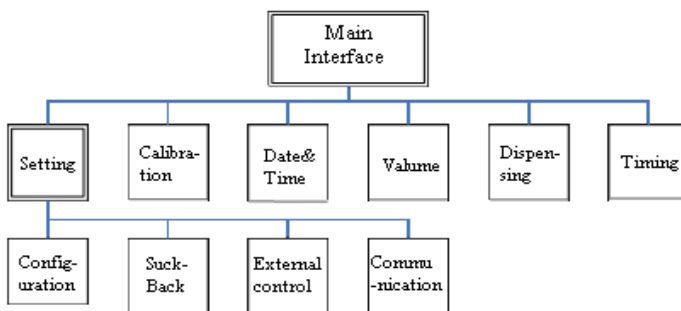 Main
Interface
Setting
Calibra-
tion
Date&
Time
Valume
Dispen-
sing
Timing
Config-
uration
Suck-
Back
External
control
Commu
-nication